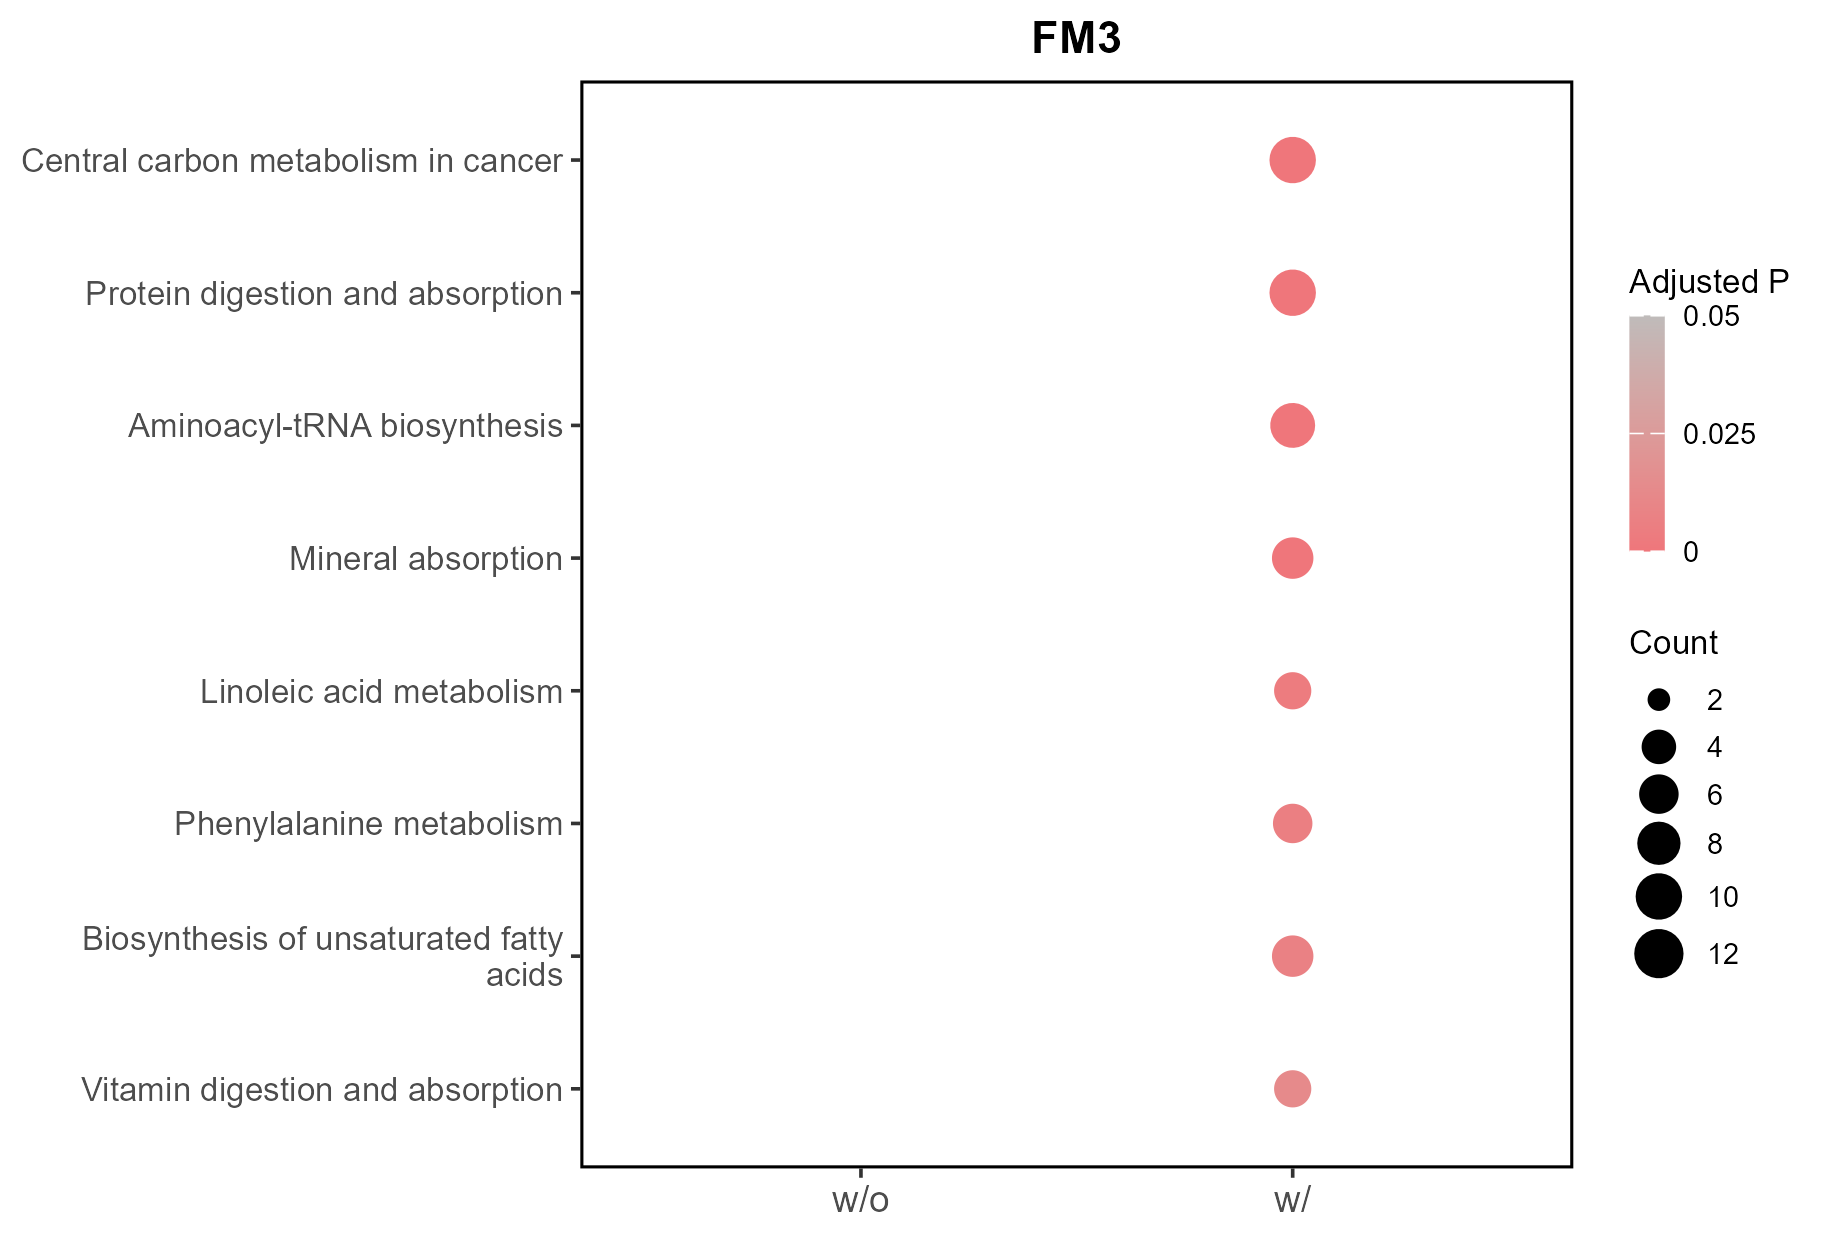 FM3
Central carbon metabolism in cancer
Protein digestion and absorption
Aminoacyl-tRNA biosynthesis
Mineral absorption
Linoleic acid metabolism
Phenylalanine metabolism
Biosynthesis of unsaturated fatty
acids
Vitamin digestion and absorption
w/o
w/
Adjusted P
0.05
0.025
0
Count
2
4
6
8
10
12